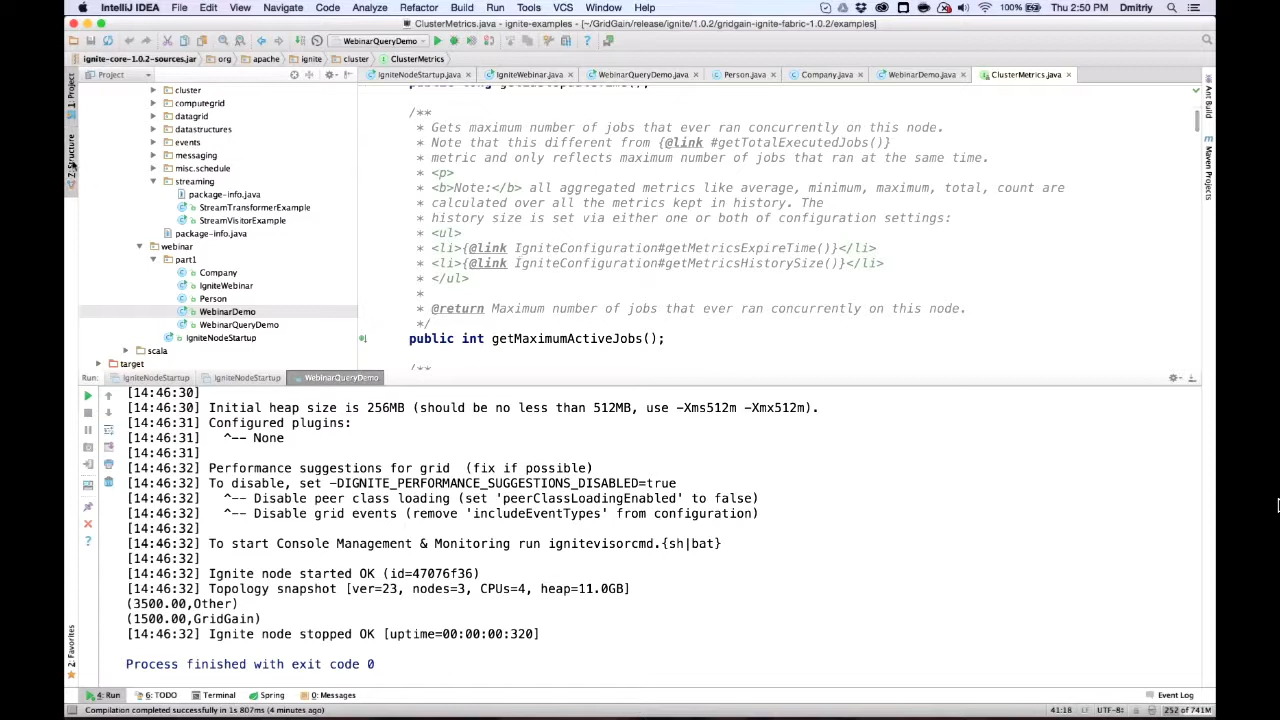 IntelliJ IDEA File Edit View Navigate Code Analyze Refactor Build Run Tools VCS Window Help 100% Thu 2:50 PM Dmitriy
ClusterMetrics.java - ignite-examples - [~/GridGain/release/ignite/1.0.2/gridgain-ignite-fabric-1.0.2/examples]
WebinarQueryDemo
ignite-core-1.0.2-sources.jar org apache ignite cluster ClusterMetrics
Project
IgniteNodeStartup.java IgniteWebinar.java WebinarQueryDemo.java Person.java Company.java WebinarDemo.java ClusterMetrics.java
1: Project
Z: Structure
2: Favorites
Ant Build
Maven Projects
cluster
computegrid
datagrid
datastructures
events
messaging
misc.schedule
streaming
package-info.java
StreamTransformerExample
StreamVisitorExample
package-info.java
webinar
part1
Company
IgniteWebinar
Person
WebinarDemo
WebinarQueryDemo
IgniteNodeStartup
scala
target
/**
* Gets maximum number of jobs that ever ran concurrently on this node.
* Note that this different from {@link #getTotalExecutedJobs()}
* metric and only reflects maximum number of jobs that ran at the same time.
* <p>
* <b>Note:</b> all aggregated metrics like average, minimum, maximum, total, count are
* calculated over all the metrics kept in history. The
* history size is set via either one or both of configuration settings:
* <ul>
* <li>{@link IgniteConfiguration#getMetricsExpireTime()}</li>
* <li>{@link IgniteConfiguration#getMetricsHistorySize()}</li>
* </ul>
*
* @return Maximum number of jobs that ever ran concurrently on this node.
*/
public int getMaximumActiveJobs();
/**
Run: IgniteNodeStartup IgniteNodeStartup WebinarQueryDemo
[14:46:30]
[14:46:30] Initial heap size is 256MB (should be no less than 512MB, use -Xms512m -Xmx512m).
[14:46:31] Configured plugins:
[14:46:31] ^-- None
[14:46:31]
[14:46:32] Performance suggestions for grid (fix if possible)
[14:46:32] To disable, set -DIGNITE_PERFORMANCE_SUGGESTIONS_DISABLED=true
[14:46:32] ^-- Disable peer class loading (set 'peerClassLoadingEnabled' to false)
[14:46:32] ^-- Disable grid events (remove 'includeEventTypes' from configuration)
[14:46:32]
[14:46:32] To start Console Management & Monitoring run ignitevisorcmd.{sh|bat}
[14:46:32]
[14:46:32] Ignite node started OK (id=47076f36)
[14:46:32] Topology snapshot [ver=23, nodes=3, CPUs=4, heap=11.0GB]
(3500.00,Other)
(1500.00,GridGain)
[14:46:32] Ignite node stopped OK [uptime=00:00:00:320]
Process finished with exit code 0
4: Run 6: TODO Terminal Spring 0: Messages Event Log
Compilation completed successfully in 1s 807ms (4 minutes ago) 41:18 LF UTF-8 252 of 741M